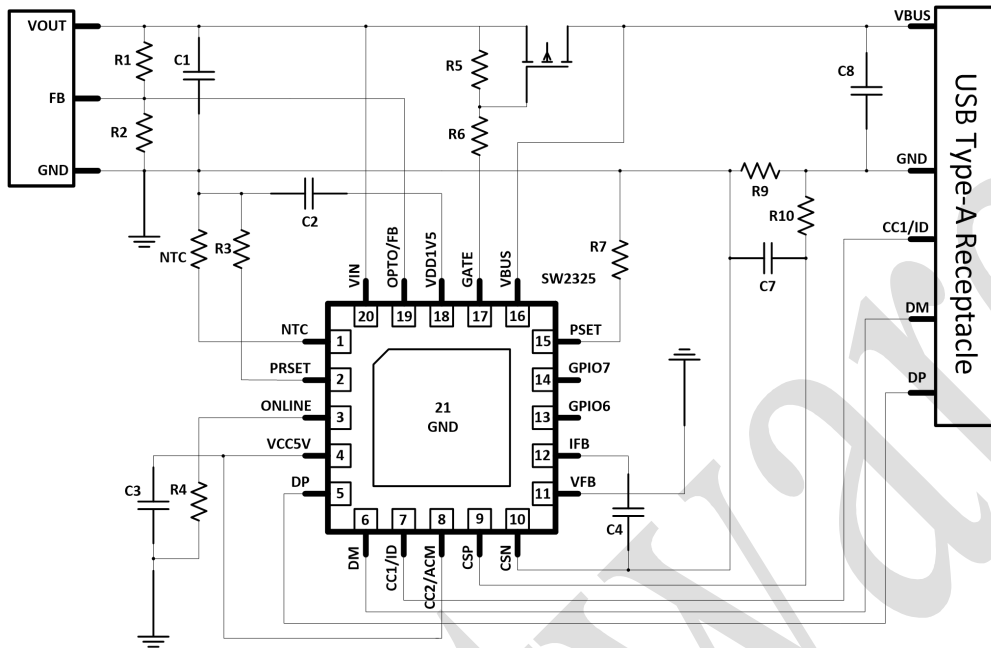 VOUT
FB
GND
R1
R2
C1
R5
R6
VBUS
C8
GND
R9
R10
C7
CC1/ID
DM
DP
USB Type-A Receptacle
C2
NTC
R3
R7
VIN
OPTO/FB
VDD1V5
GATE
VBUS
SW2325
20
19
18
17
16
NTC
1
PRSET
2
ONLINE
3
VCC5V
4
DP
5
21
GND
15
PSET
14
GPIO7
13
GPIO6
12
IFB
11
VFB
C3
R4
C4
6
7
8
9
10
DM
CC1/ID
CC2/ACM
CSP
CSN